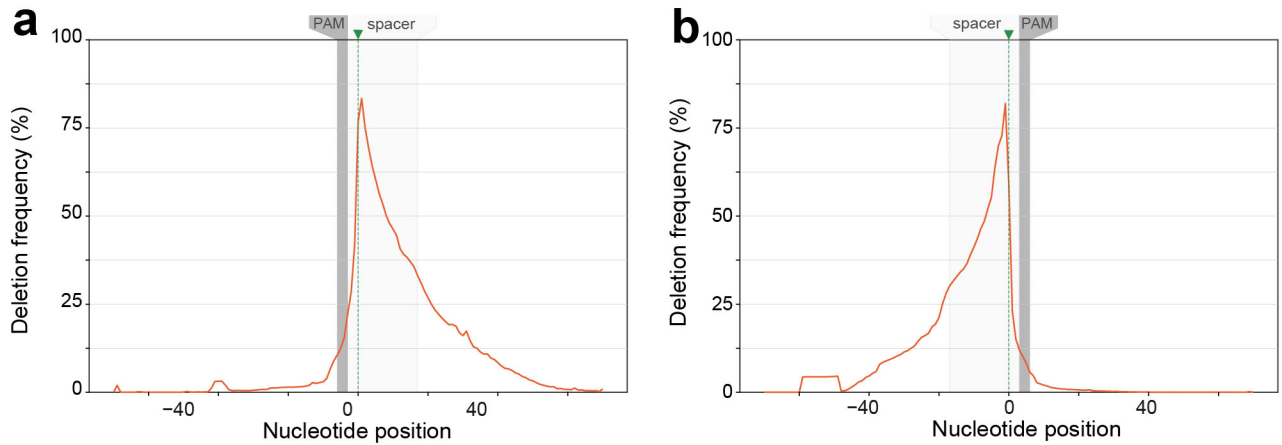 a
PAM spacer
Deletion frequency (%)
100
75
50
25
0
−40 0 40
Nucleotide position
b
spacer PAM
Deletion frequency (%)
100
75
50
25
0
−40 0 40
Nucleotide position